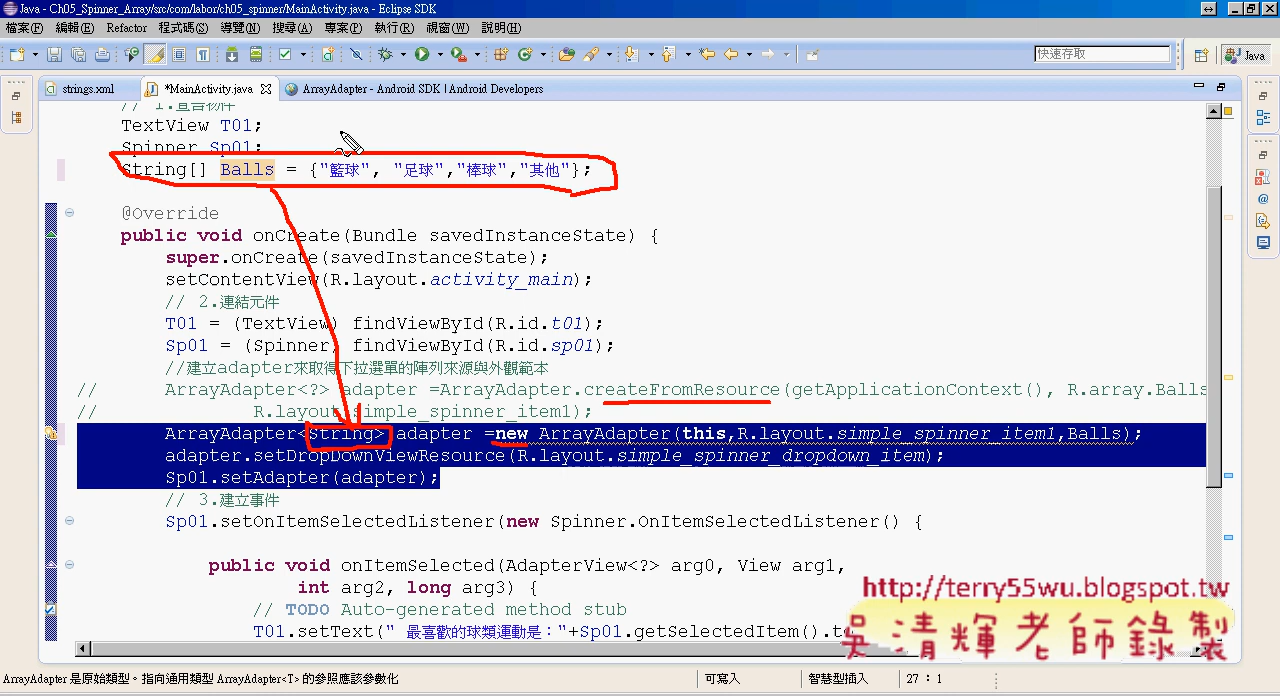 Java - Ch05_Spinner_Array/src/com/labor/ch05_spinner/MainActivity.java - Eclipse SDK
檔案(F) 編輯(E) Refactor 程式碼(S) 導覽(N) 搜尋(A) 專案(P) 執行(R) 視窗(W) 說明(H)
快速存取 Java
strings.xml *MainActivity.java ArrayAdapter - Android SDK | Android Developers
// 1.宣告物件
TextView T01;
Spinner Sp01;
String[] Balls = {"籃球", "足球","棒球","其他"};
@Override
public void onCreate(Bundle savedInstanceState) {
super.onCreate(savedInstanceState);
setContentView(R.layout.activity_main);
// 2.連結元件
T01 = (TextView) findViewById(R.id.t01);
Sp01 = (Spinner) findViewById(R.id.sp01);
//建立adapter來取得下拉選單的陣列來源與外觀範本
// ArrayAdapter<?> adapter =ArrayAdapter.createFromResource(getApplicationContext(), R.array.Balls
// R.layout.simple_spinner_item1);
ArrayAdapter<String> adapter =new ArrayAdapter(this,R.layout.simple_spinner_item1,Balls);
adapter.setDropDownViewResource(R.layout.simple_spinner_dropdown_item);
Sp01.setAdapter(adapter);
// 3.建立事件
Sp01.setOnItemSelectedListener(new Spinner.OnItemSelectedListener() {
public void onItemSelected(AdapterView<?> arg0, View arg1,
int arg2, long arg3) {
// TODO Auto-generated method stub
T01.setText(" 最喜歡的球類運動是："+Sp01.getSelectedItem().to
http://terry55wu.blogspot.tw
吳清輝老師錄製
ArrayAdapter 是原始類型。指向通用類型 ArrayAdapter<T> 的參照應該參數化 可寫入 智慧型插入 27 : 1